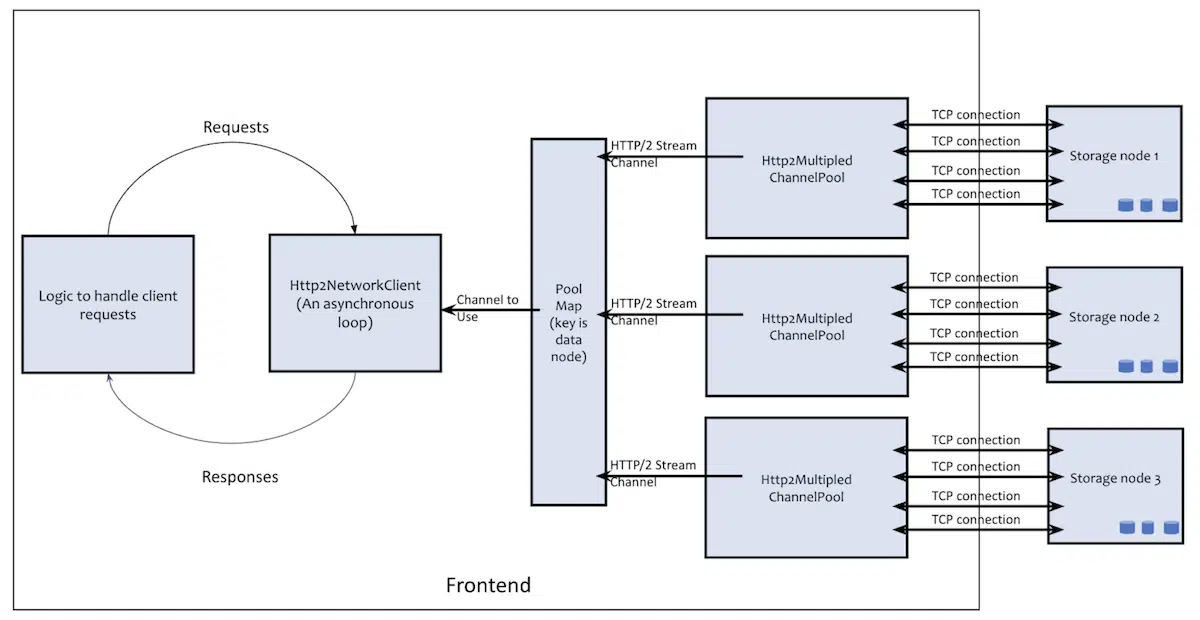 Requests
Logic to handle client
requests
Http2NetworkClient
(An asynchronous
loop)
Responses
Channel to
Use
Pool
Map
(key is
data
node)
HTTP/2 Stream
Channel
Http2Multipled
ChannelPool
TCP connection
TCP connection
TCP connection
TCP connection
Storage node 1
HTTP/2 Stream
Channel
Http2Multipled
ChannelPool
TCP connection
TCP connection
TCP connection
TCP connection
Storage node 2
HTTP/2 Stream
Channel
Http2Multipled
ChannelPool
TCP connection
TCP connection
TCP connection
TCP connection
Storage node 3
Frontend